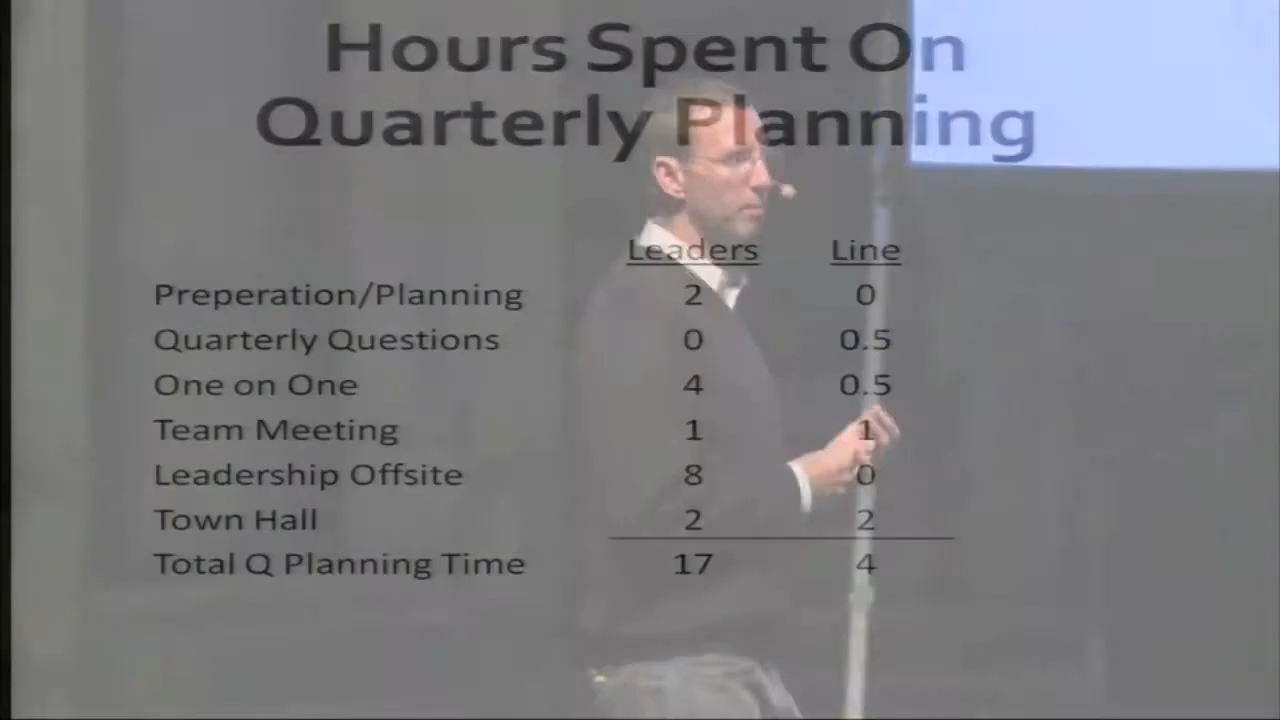 Hours Spent On
Quarterly Planning
Leaders Line
Preperation/Planning 2 0
Quarterly Questions 0 0.5
One on One 4 0.5
Team Meeting 1 1
Leadership Offsite 8 0
Town Hall 2 2
Total Q Planning Time 17 4